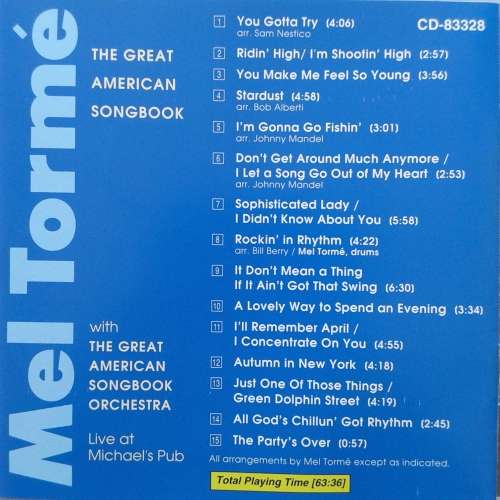 Mel Tormé
THE GREAT
AMERICAN
SONGBOOK
with
THE GREAT
AMERICAN
SONGBOOK
ORCHESTRA
Live at
Michael's Pub
CD-83328
1 You Gotta Try (4:06)
arr. Sam Nestico
2 Ridin' High/ I'm Shootin' High (2:57)
3 You Make Me Feel So Young (3:56)
4 Stardust (4:58)
arr. Bob Alberti
5 I'm Gonna Go Fishin' (3:01)
arr. Johnny Mandel
6 Don't Get Around Much Anymore /
I Let a Song Go Out of My Heart (2:53)
arr. Johnny Mandel
7 Sophisticated Lady /
I Didn't Know About You (5:58)
8 Rockin' in Rhythm (4:22)
arr. Bill Berry / Mel Tormé, drums
9 It Don't Mean a Thing
If It Ain't Got That Swing (6:30)
10 A Lovely Way to Spend an Evening (3:34)
11 I'll Remember April /
I Concentrate On You (4:55)
12 Autumn in New York (4:18)
13 Just One Of Those Things /
Green Dolphin Street (4:19)
14 All God's Chillun' Got Rhythm (2:45)
15 The Party's Over (0:57)
All arrangements by Mel Tormé except as indicated.
Total Playing Time [63:36]